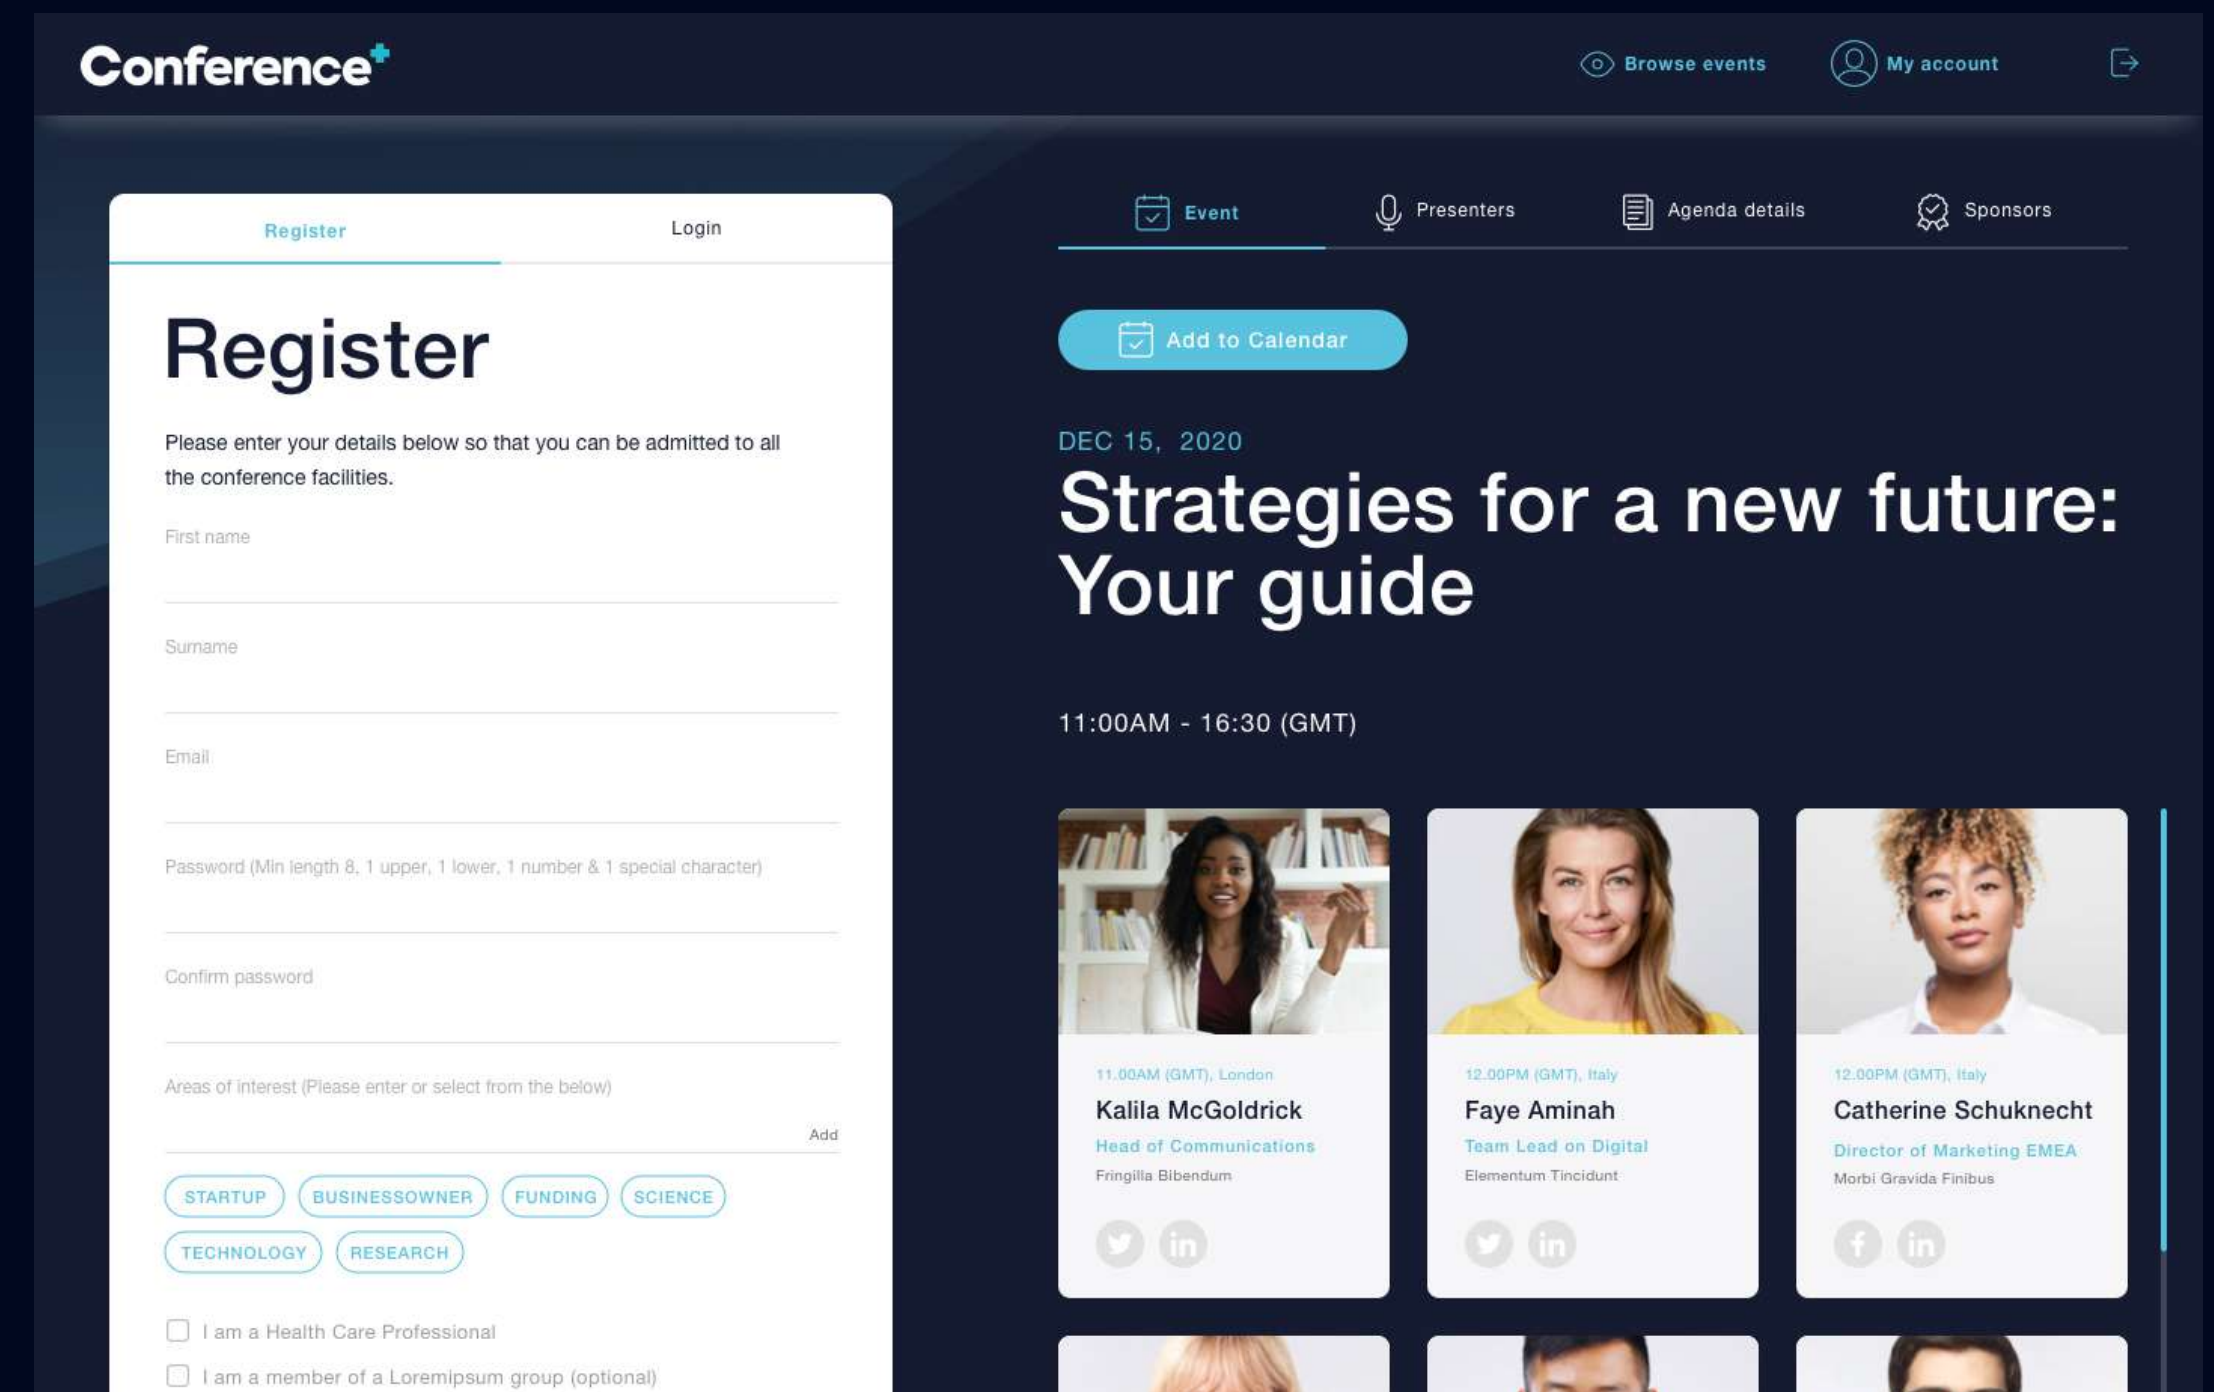 Conference+
Browse events
My account
Register
Login
Register
Please enter your details below so that you can be admitted to all
the conference facilities.
First name
Surname
Email
Password (Min length 8, 1 upper, 1 lower, 1 number & 1 special character)
Confirm password
Areas of interest (Please enter or select from the below)
Add
STARTUP BUSINESSOWNER FUNDING SCIENCE
TECHNOLOGY RESEARCH
I am a Health Care Professional
I am a member of a Loremipsum group (optional)
Event
Presenters
Agenda details
Sponsors
Add to Calendar
DEC 15, 2020
Strategies for a new future:
Your guide
11:00AM - 16:30 (GMT)
11.00AM (GMT), London
Kalila McGoldrick
Head of Communications
Fringilla Bibendum
in
12.00PM (GMT), Italy
Faye Aminah
Team Lead on Digital
Elementum Tincidunt
in
12.00PM (GMT), Italy
Catherine Schuknecht
Director of Marketing EMEA
Morbi Gravida Finibus
f in